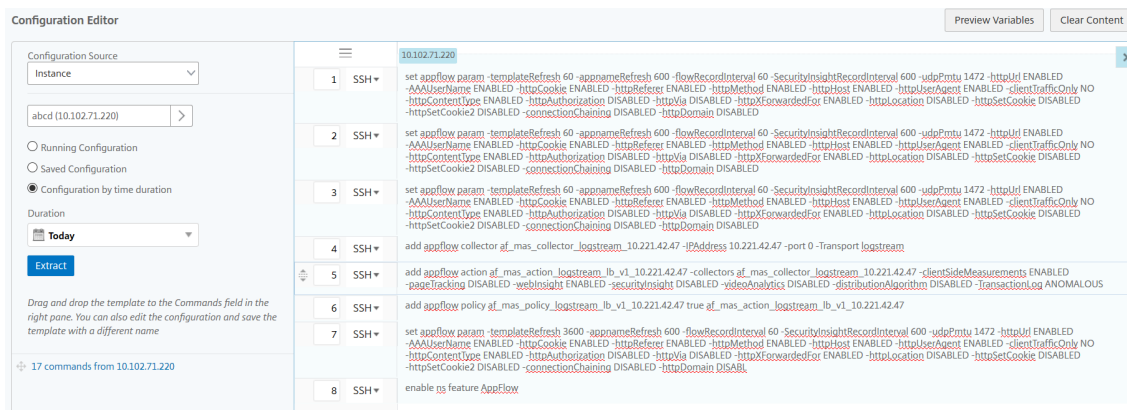 Configuration Editor
Preview Variables
Clear Content
Configuration Source
Instance
abcd (10.102.71.220)
Running Configuration
Saved Configuration
Configuration by time duration
Duration
Today
Extract
Drag and drop the template to the Commands field in the
right pane. You can also edit the configuration and save the
template with a different name
17 commands from 10.102.71.220
10.102.71.220
1 SSH
set appflow param -templateRefresh 60 -appnameRefresh 600 -flowRecordInterval 60 -SecurityInsightRecordInterval 600 -udpPmtu 1472 -httpUrl ENABLED
-AAAUserName ENABLED -httpCookie ENABLED -httpReferer ENABLED -httpMethod ENABLED -httpHost ENABLED -httpUserAgent ENABLED -clientTrafficOnly NO
-httpContentType ENABLED -httpAuthorization DISABLED -httpVia DISABLED -httpXForwardedFor ENABLED -httpLocation DISABLED -httpSetCookie DISABLED
-httpSetCookie2 DISABLED -connectionChaining DISABLED -httpDomain DISABLED
2 SSH
set appflow param -templateRefresh 60 -appnameRefresh 600 -flowRecordInterval 60 -SecurityInsightRecordInterval 600 -udpPmtu 1472 -httpUrl ENABLED
-AAAUserName ENABLED -httpCookie ENABLED -httpReferer ENABLED -httpMethod ENABLED -httpHost ENABLED -httpUserAgent ENABLED -clientTrafficOnly NO
-httpContentType ENABLED -httpAuthorization DISABLED -httpVia DISABLED -httpXForwardedFor ENABLED -httpLocation DISABLED -httpSetCookie DISABLED
-httpSetCookie2 DISABLED -connectionChaining DISABLED -httpDomain DISABLED
3 SSH
set appflow param -templateRefresh 60 -appnameRefresh 600 -flowRecordInterval 60 -SecurityInsightRecordInterval 600 -udpPmtu 1472 -httpUrl ENABLED
-AAAUserName ENABLED -httpCookie ENABLED -httpReferer ENABLED -httpMethod ENABLED -httpHost ENABLED -httpUserAgent ENABLED -clientTrafficOnly NO
-httpContentType ENABLED -httpAuthorization DISABLED -httpVia DISABLED -httpXForwardedFor ENABLED -httpLocation DISABLED -httpSetCookie DISABLED
-httpSetCookie2 DISABLED -connectionChaining DISABLED -httpDomain DISABLED
4 SSH
add appflow collector af_mas_collector_logstream_10.221.42.47 -IPAddress 10.221.42.47 -port 0 -Transport logstream
5 SSH
add appflow action af_mas_action_logstream_lb_v1_10.221.42.47 -collectors af_mas_collector_logstream_10.221.42.47 -clientSideMeasurements ENABLED
-pageTracking DISABLED -webInsight ENABLED -securityInsight DISABLED -videoAnalytics DISABLED -distributionAlgorithm DISABLED -TransactionLog ANOMALOUS
6 SSH
add appflow policy af_mas_policy_logstream_lb_v1_10.221.42.47 true af_mas_action_logstream_lb_v1_10.221.42.47
7 SSH
set appflow param -templateRefresh 3600 -appnameRefresh 600 -flowRecordInterval 60 -SecurityInsightRecordInterval 600 -udpPmtu 1472 -httpUrl ENABLED
-AAAUserName ENABLED -httpCookie ENABLED -httpReferer ENABLED -httpMethod ENABLED -httpHost ENABLED -httpUserAgent ENABLED -clientTrafficOnly NO
-httpContentType ENABLED -httpAuthorization DISABLED -httpVia DISABLED -httpXForwardedFor ENABLED -httpLocation DISABLED -httpSetCookie DISABLED
-httpSetCookie2 DISABLED -connectionChaining DISABLED -httpDomain DISABL
8 SSH
enable ns feature AppFlow